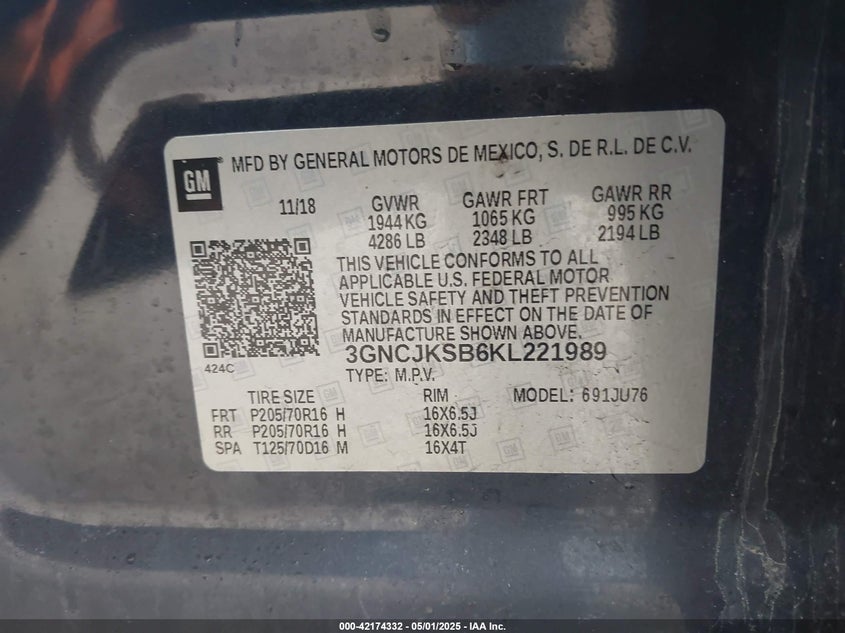 GM
MFD BY GENERAL MOTORS DE MEXICO, S. DE R.L. DE C.V.
11/18 GVWR GAWR FRT GAWR RR
1944 KG 1065 KG 995 KG
4286 LB 2348 LB 2194 LB
THIS VEHICLE CONFORMS TO ALL
APPLICABLE U.S. FEDERAL MOTOR
VEHICLE SAFETY AND THEFT PREVENTION
STANDARDS IN EFFECT ON THE DATE OF
MANUFACTURE SHOWN ABOVE.
424C
3GNCJKSB6KL221989
TYPE: M.P.V.
TIRE SIZE RIM MODEL: 691JU76
FRT P205/70R16 H 16X6.5J
RR P205/70R16 H 16X6.5J
SPA T125/70D16 M 16X4T
000-42174332 - 05/01/2025 - IAA Inc.